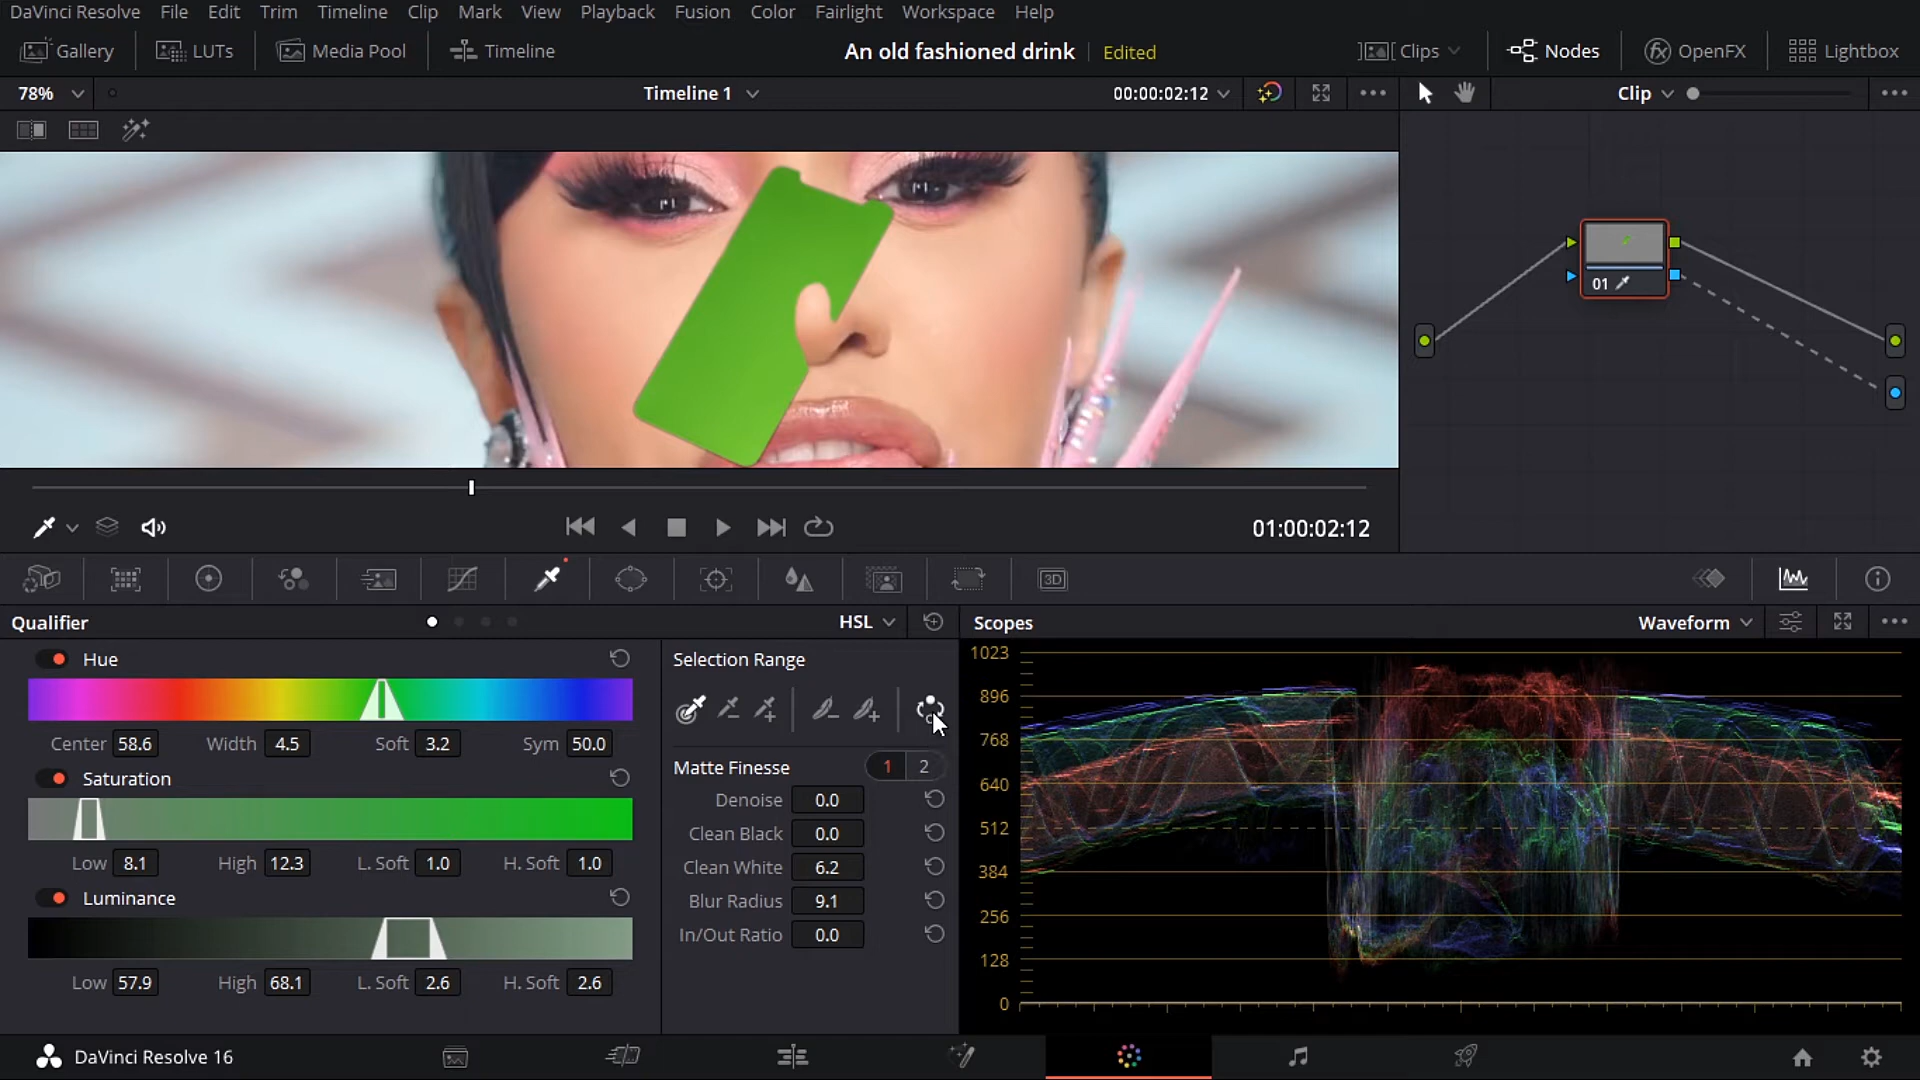 DaVinci Resolve File Edit Trim Timeline Clip Mark View Playback Fusion Color Fairlight Workspace Help
Gallery LUTs Media Pool Timeline An old fashioned drink Edited Clips Nodes OpenFX Lightbox
78% Timeline 1 00:00:02:12 Clip
01
01:00:02:12
3D
Qualifier HSL Scopes Waveform
Hue Selection Range
Center 58.6 Width 4.5 Soft 3.2 Sym 50.0
Saturation
Low 8.1 High 12.3 L. Soft 1.0 H. Soft 1.0
Luminance
Low 57.9 High 68.1 L. Soft 2.6 H. Soft 2.6
Matte Finesse 1 2
Denoise 0.0
Clean Black 0.0
Clean White 6.2
Blur Radius 9.1
In/Out Ratio 0.0
1023
896
768
640
512
384
256
128
0
DaVinci Resolve 16